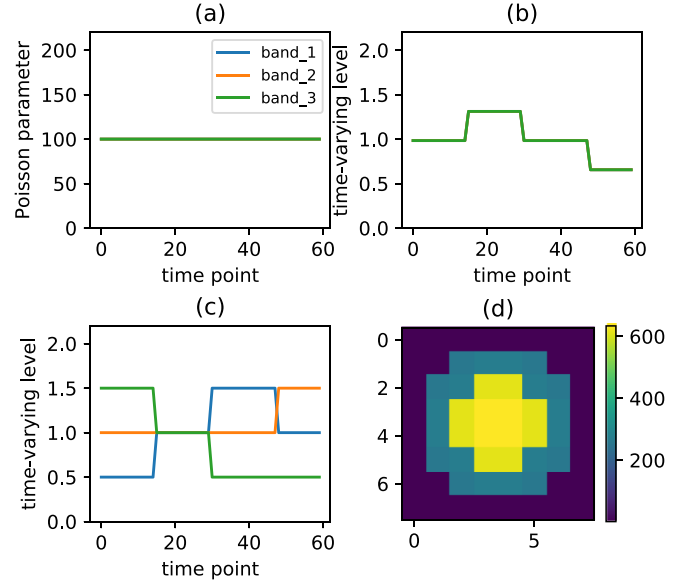 (a)
Poisson parameter
200
150
100
50
0
band_1
band_2
band_3
0 20 40 60
time point
(b)
time-varying level
2.0
1.5
1.0
0.5
0.0
0 20 40 60
time point
(c)
time-varying level
2.0
1.5
1.0
0.5
0.0
0 20 40 60
time point
(d)
0
2
4
6
0 5
600
400
200